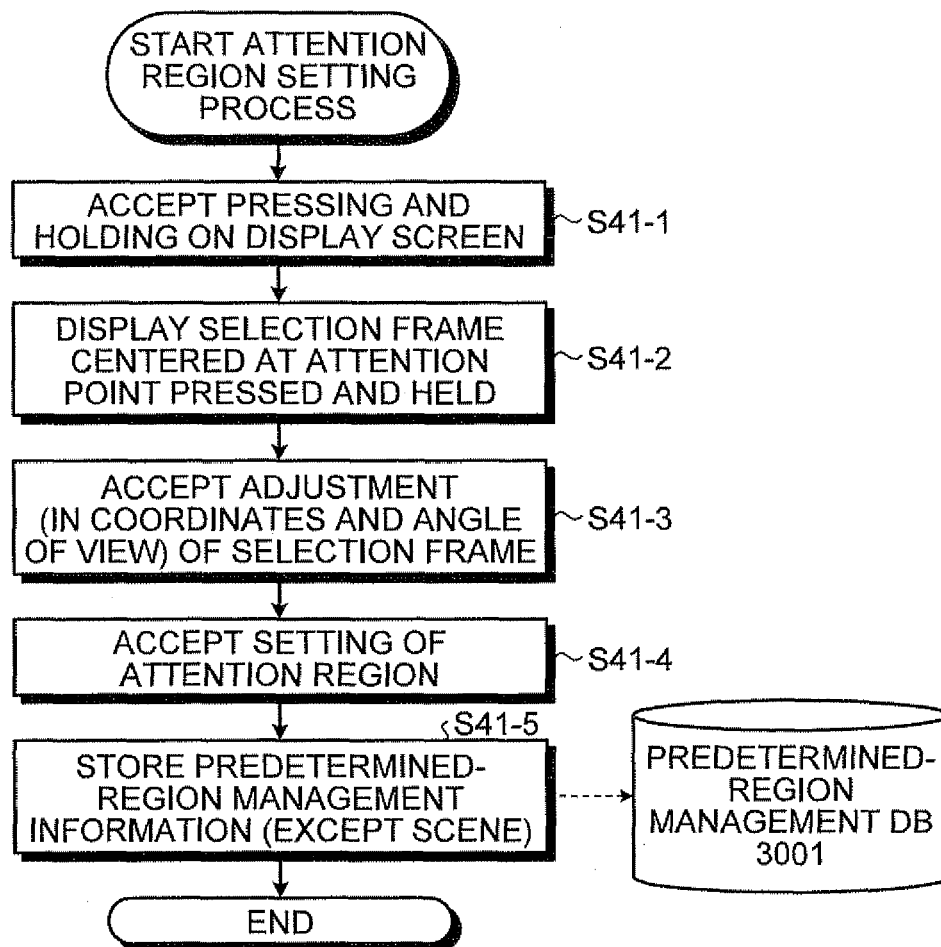 START ATTENTION
REGION SETTING
PROCESS
ACCEPT PRESSING AND
HOLDING ON DISPLAY SCREEN
S41-1
DISPLAY SELECTION FRAME
CENTERED AT ATTENTION
POINT PRESSED AND HELD
S41-2
ACCEPT ADJUSTMENT
(IN COORDINATES AND ANGLE
OF VIEW) OF SELECTION FRAME
S41-3
ACCEPT SETTING OF
ATTENTION REGION
S41-4
S41-5
STORE PREDETERMINED-
REGION MANAGEMENT
INFORMATION (EXCEPT SCENE)
PREDETERMINED-
REGION
MANAGEMENT DB
3001
END